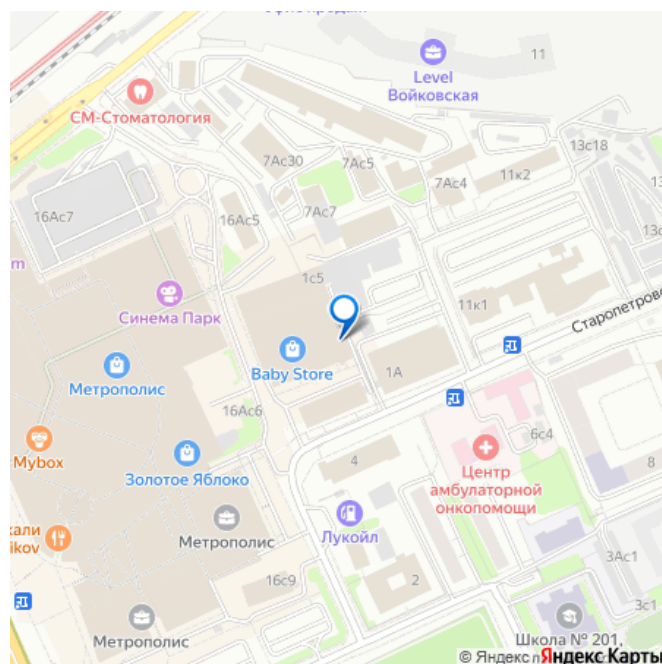 Level
Войковская
11
СМ-Стоматология
7Ас30
7Ас5
13с18
11к2
7Ас4
16Ас7
16Ас5
7Ас7
1с5
Синема Парк
11к1
Старопетровс
Baby Store
1А
Метрополис
16Ас6
Mybox
6с4
Золотое Яблоко
4
Центр
амбулаторной
онкопомощи
8
Лукойл
Метрополис
3Ас1
16с9
2
3с1
Метрополис
Школа № 201,
© Яндекс
Яндекс Карты